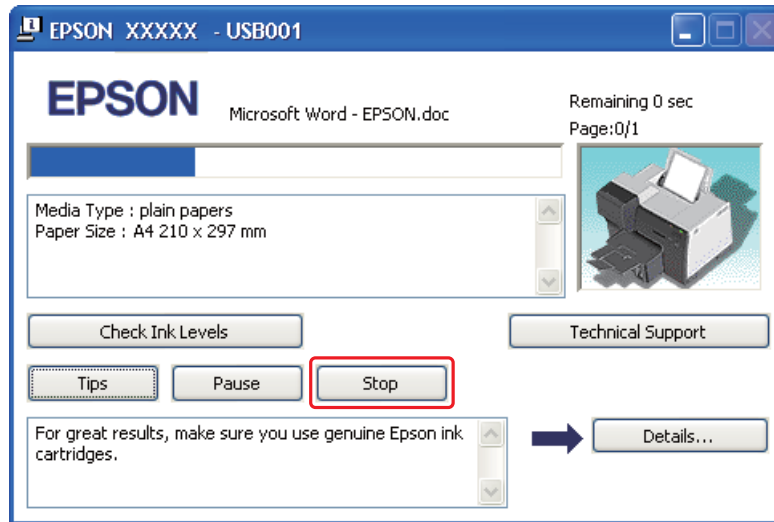 EPSON XXXXX - USB001
EPSON
Microsoft Word - EPSON.doc
Remaining 0 sec
Page:0/1
Media Type : plain papers
Paper Size : A4 210 x 297 mm
Check Ink Levels
Technical Support
Tips
Pause
Stop
For great results, make sure you use genuine Epson ink
cartridges.
Details...